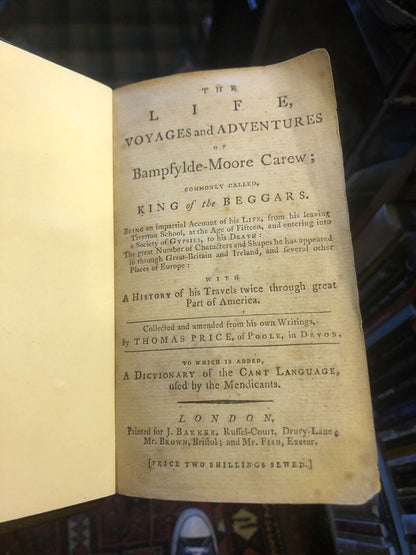 THE
LIFE,
VOYAGES and ADVENTURES
OF
Bampfylde-Moore Carew;
COMMONLY CALLED,
KING of the BEGGARS.
BEING an impartial Account of his LIFE, from his leaving
Tiverton School, at the Age of Fifteen, and entering into
a Society of GYPSIES, to his DEATH:
The great Number of Characters and Shapes he has appeared
in through Great-Britain and Ireland, and several other
Places of Europe:
WITH
A HISTORY of his Travels twice through great
Part of America.
Collected and amended from his own Writings,
By THOMAS PRICE, of POOLE, in DEVON.
TO WHICH IS ADDED,
A DICTIONARY of the CANT LANGUAGE,
used by the Mendicants.
LONDON,
Printed for J. BARKER, Russel-Court, Drury-Lane;
Mr. BROWN, Bristol; and Mr. FISH, Exeter.
[PRICE TWO SHILLINGS SEWED.]